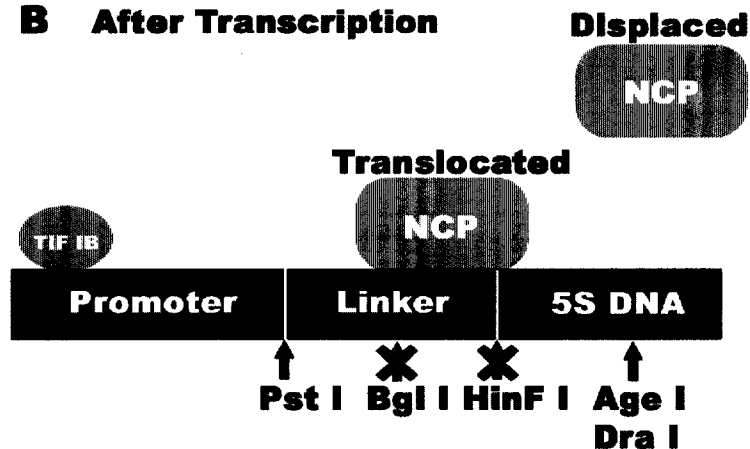 B After Transcription
Displaced
NCP
Translocated
NCP
TIF IB
Promoter
Linker
5S DNA
Pst I
Bgl I
HinF I
Age I
Dra I